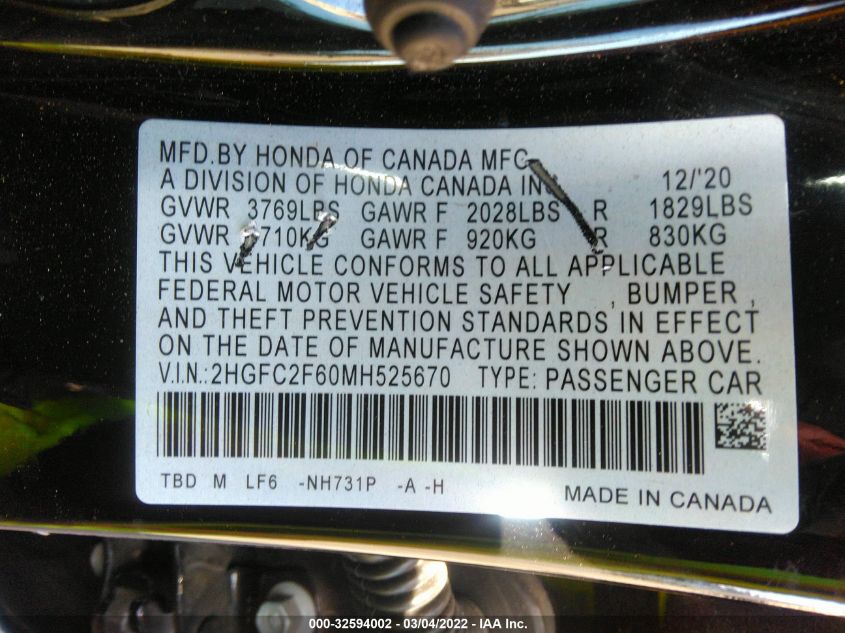 MFD.BY HONDA OF CANADA MFC
A DIVISION OF HONDA CANADA INC 12/'20
GVWR 3769LBS GAWR F 2028LBS R 1829LBS
GVWR 1710KG GAWR F 920KG R 830KG
THIS VEHICLE CONFORMS TO ALL APPLICABLE
FEDERAL MOTOR VEHICLE SAFETY , BUMPER ,
AND THEFT PREVENTION STANDARDS IN EFFECT
ON THE DATE OF MANUFACTURE SHOWN ABOVE.
V.I.N.:2HGFC2F60MH525670 TYPE: PASSENGER CAR
TBD M LF6 -NH731P -A -H
MADE IN CANADA
000-32594002 - 03/04/2022 - IAA Inc.